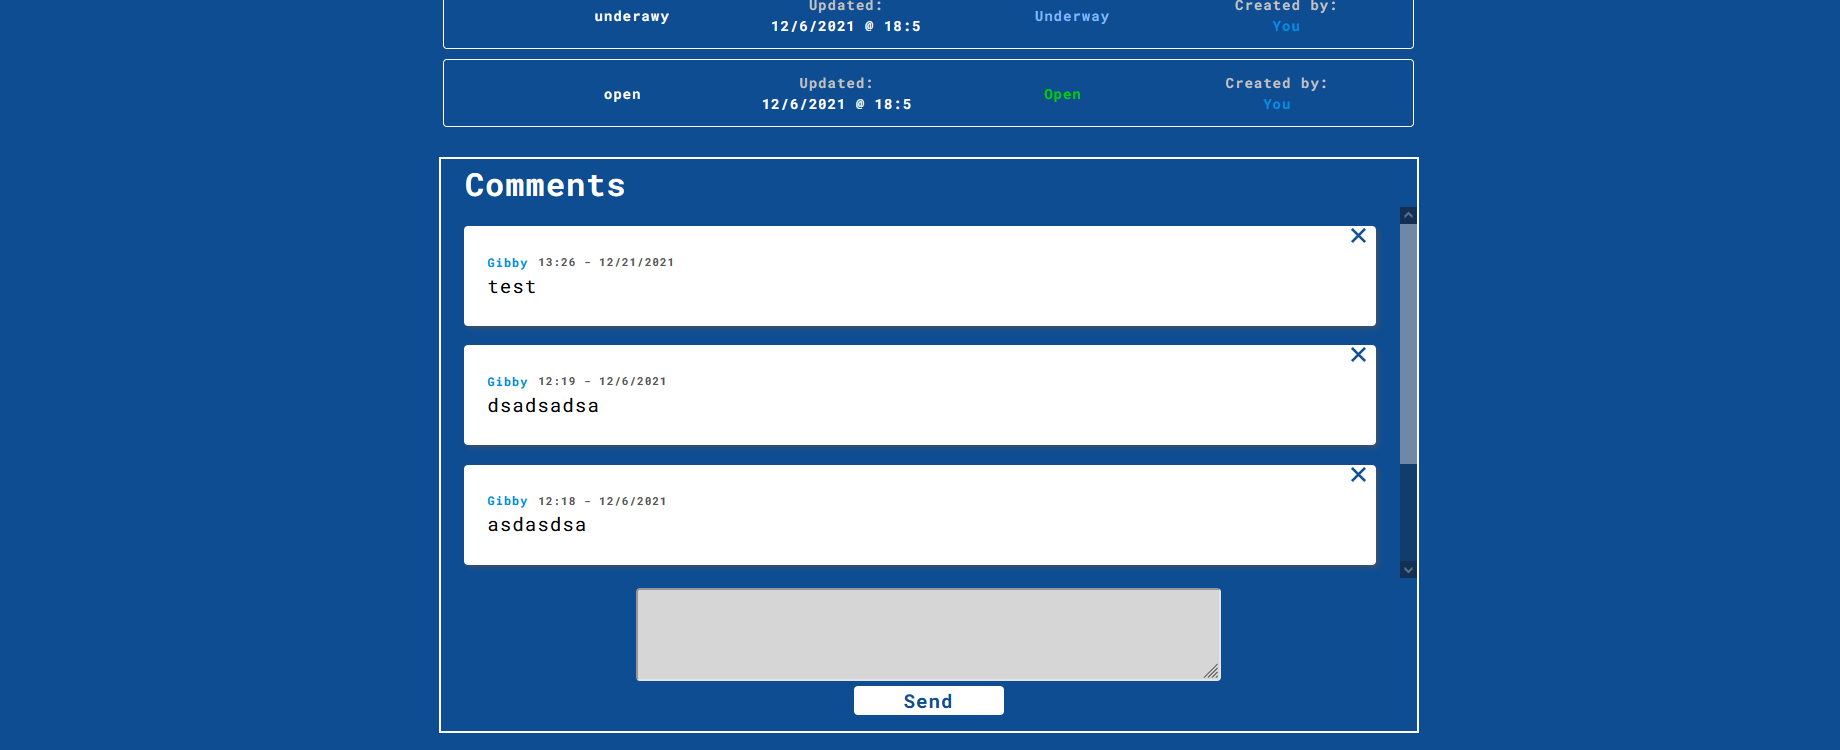 Updated:
Created by:
underawy
12/6/2021 @ 18:5
Underway
You
Updated:
Created by:
open
12/6/2021 @ 18:5
Open
You
Comments
Gibby 13:26 - 12/21/2021
test
Gibby 12:19 - 12/6/2021
dsadsadsa
Gibby 12:18 - 12/6/2021
asdasdsa
Send